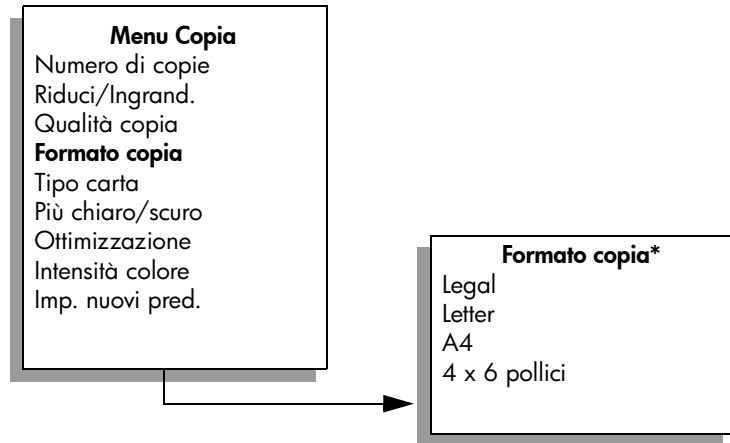 Menu Copia
Numero di copie
Riduci/Ingrand.
Qualità copia
Formato copia
Tipo carta
Più chiaro/scuro
Ottimizzazione
Intensità colore
Imp. nuovi pred.
Formato copia*
Legal
Letter
A4
4 x 6 pollici